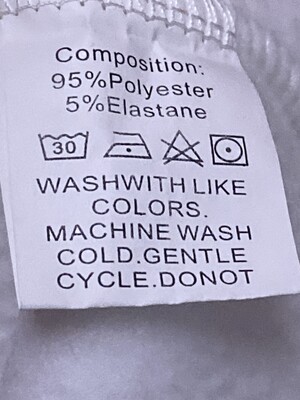 Composition:
95%Polyester
5%Elastane
30
WASHWITH LIKE
COLORS.
MACHINE WASH
COLD.GENTLE
CYCLE.DONOT